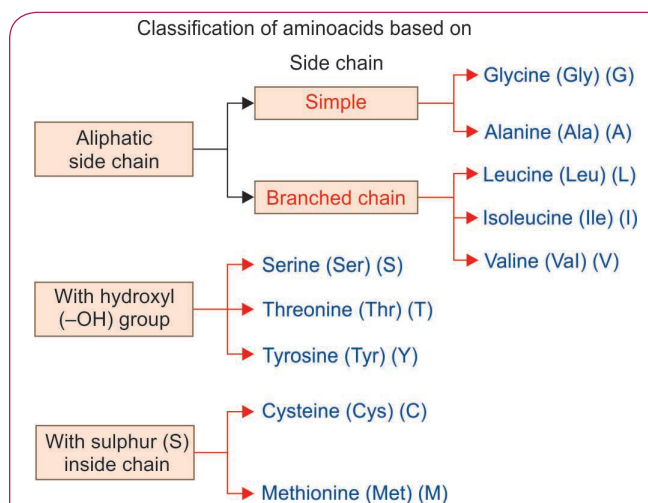 Classification of aminoacids based on
Side chain
Aliphatic
side chain
Simple
Glycine (Gly) (G)
Alanine (Ala) (A)
Branched chain
Leucine (Leu) (L)
Isoleucine (Ile) (I)
Valine (Val) (V)
With hydroxyl
(–OH) group
Serine (Ser) (S)
Threonine (Thr) (T)
Tyrosine (Tyr) (Y)
With sulphur (S)
inside chain
Cysteine (Cys) (C)
Methionine (Met) (M)